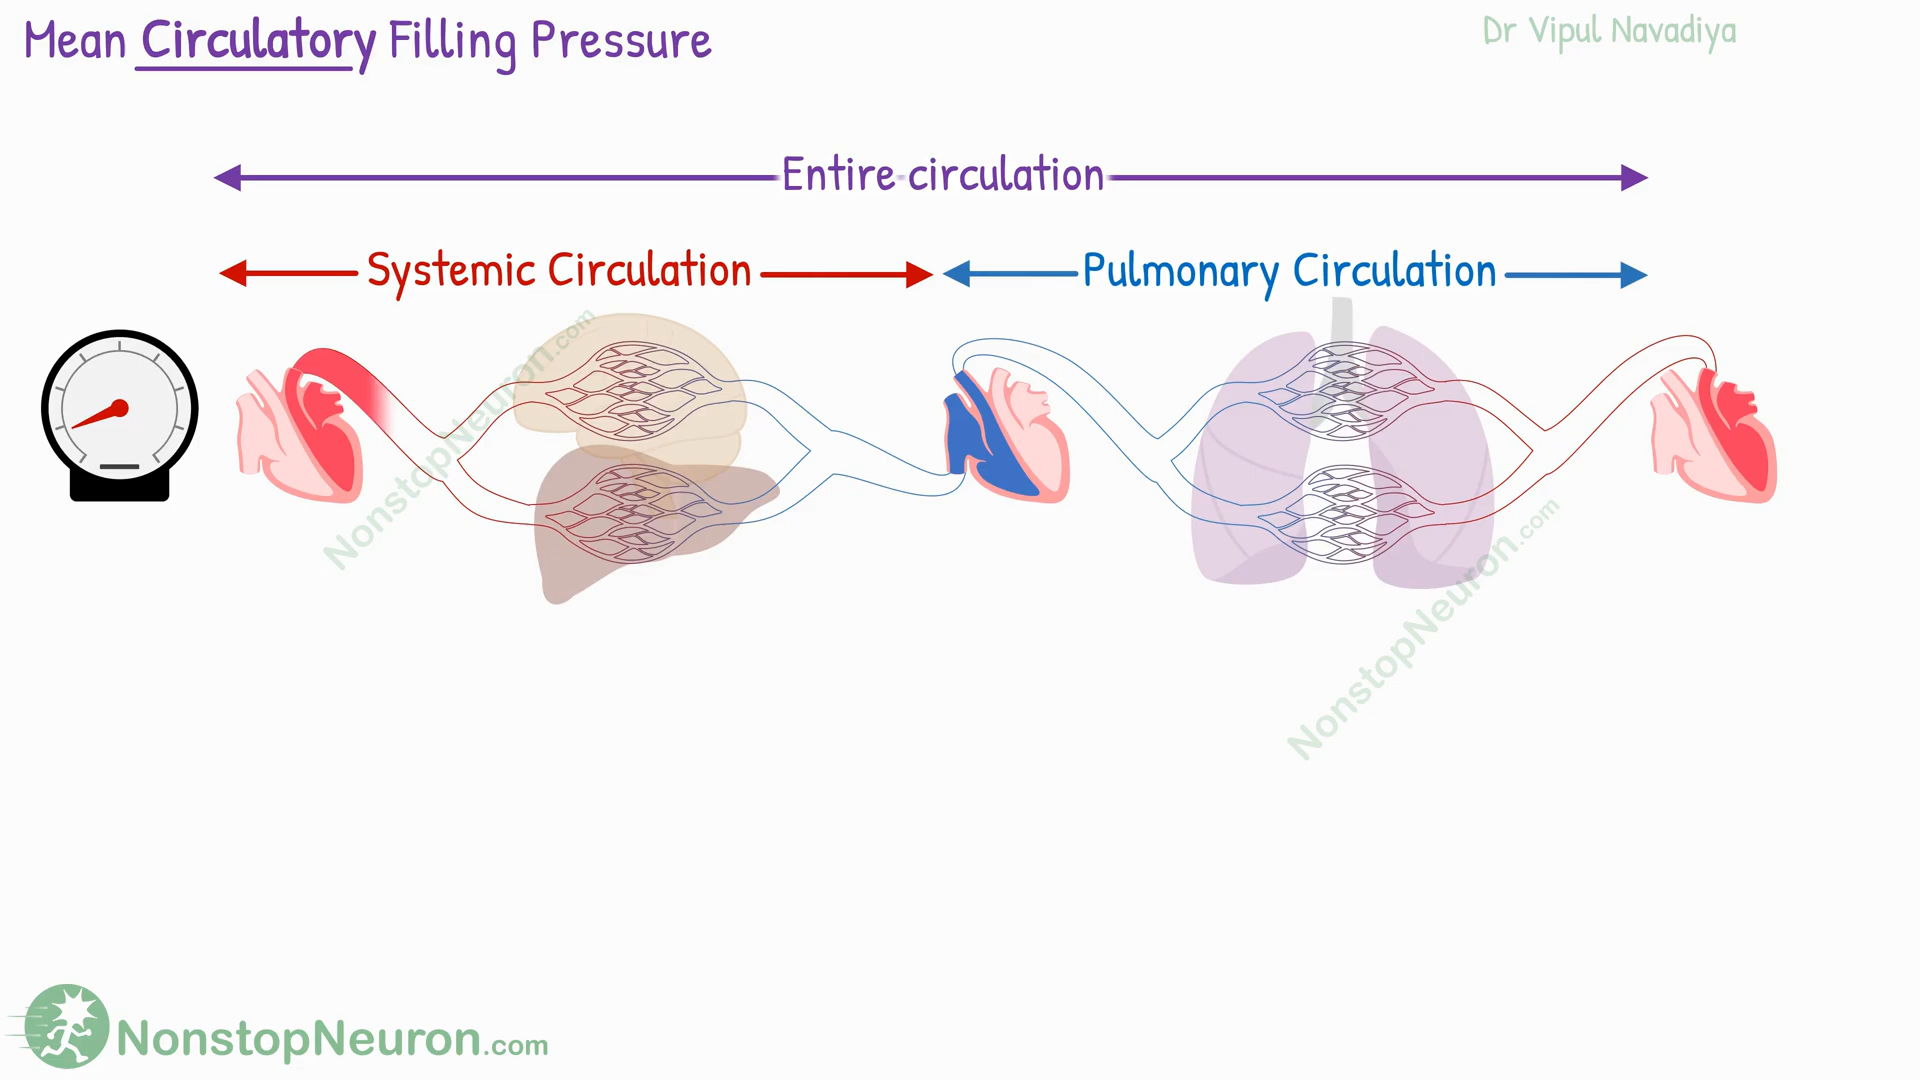 Mean Circulatory Filling Pressure
Dr Vipul Navadiya
Entire circulation
Systemic Circulation
Pulmonary Circulation
NonstopNeuron.com
NonstopNeuron.com
NonstopNeuron.com